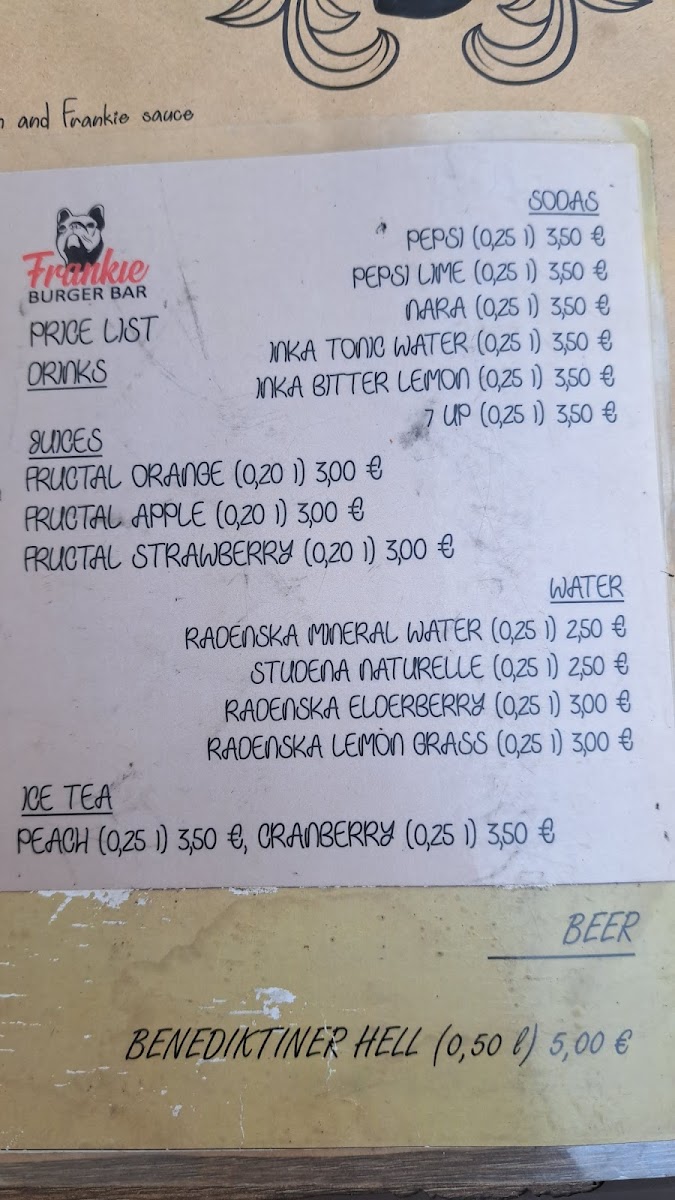 and Frankie sauce
Frankie
BURGER BAR
PRICE LIST
DRINKS
SODAS
PEPSI (0,25 l) 3,50 €
PEPSI LIME (0,25 l) 3,50 €
NARA (0,25 l) 3,50 €
INKA TONIC WATER (0,25 l) 3,50 €
INKA BITTER LEMON (0,25 l) 3,50 €
7 UP (0,25 l) 3,50 €
JUICES
FRUCTAL ORANGE (0,20 l) 3,00 €
FRUCTAL APPLE (0,20 l) 3,00 €
FRUCTAL STRAWBERRY (0,20 l) 3,00 €
WATER
RADENSKA MINERAL WATER (0,25 l) 2,50 €
STUDENA NATURELLE (0,25 l) 2,50 €
RADENSKA ELDERBERRY (0,25 l) 3,00 €
RADENSKA LEMON GRASS (0,25 l) 3,00 €
ICE TEA
PEACH (0,25 l) 3,50 €, CRANBERRY (0,25 l) 3,50 €
BEER
BENEDIKTINER HELL (0,50 l) 5,00 €